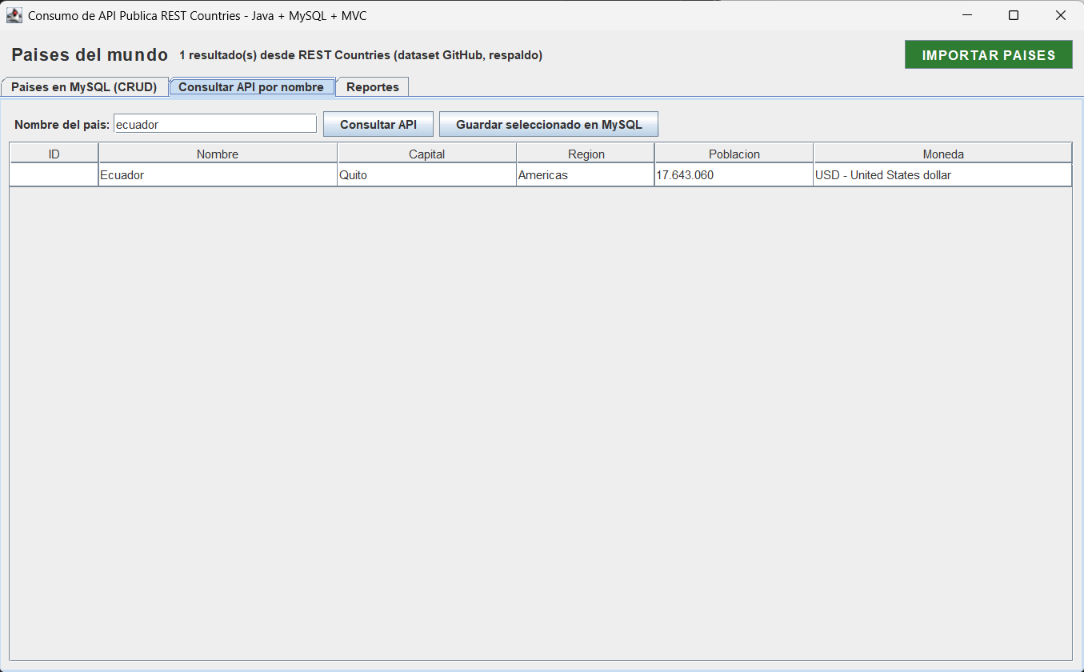 Consumo de API Publica REST Countries - Java + MySQL + MVC
Paises del mundo 1 resultado(s) desde REST Countries (dataset GitHub, respaldo) IMPORTAR PAISES
Paises en MySQL (CRUD) Consultar API por nombre Reportes
Nombre del pais: ecuador Consultar API Guardar seleccionado en MySQL
ID Nombre Capital Region Poblacion Moneda
Ecuador Quito Americas 17.643.060 USD - United States dollar